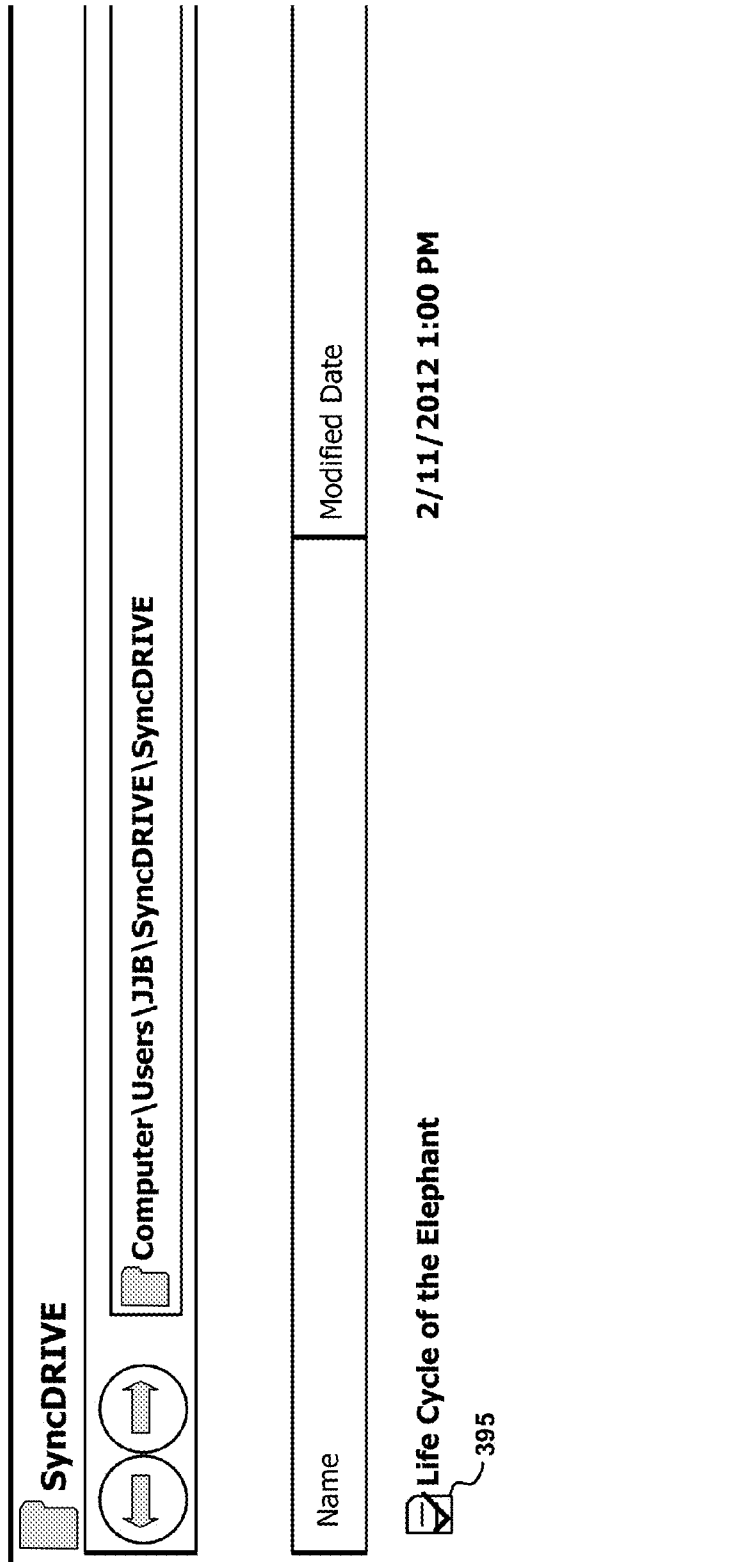 SyncDRIVE
Computer\Users\JJB\SyncDRIVE\SyncDRIVE
Name Modified Date
Life Cycle of the Elephant 2/11/2012 1:00 PM
395